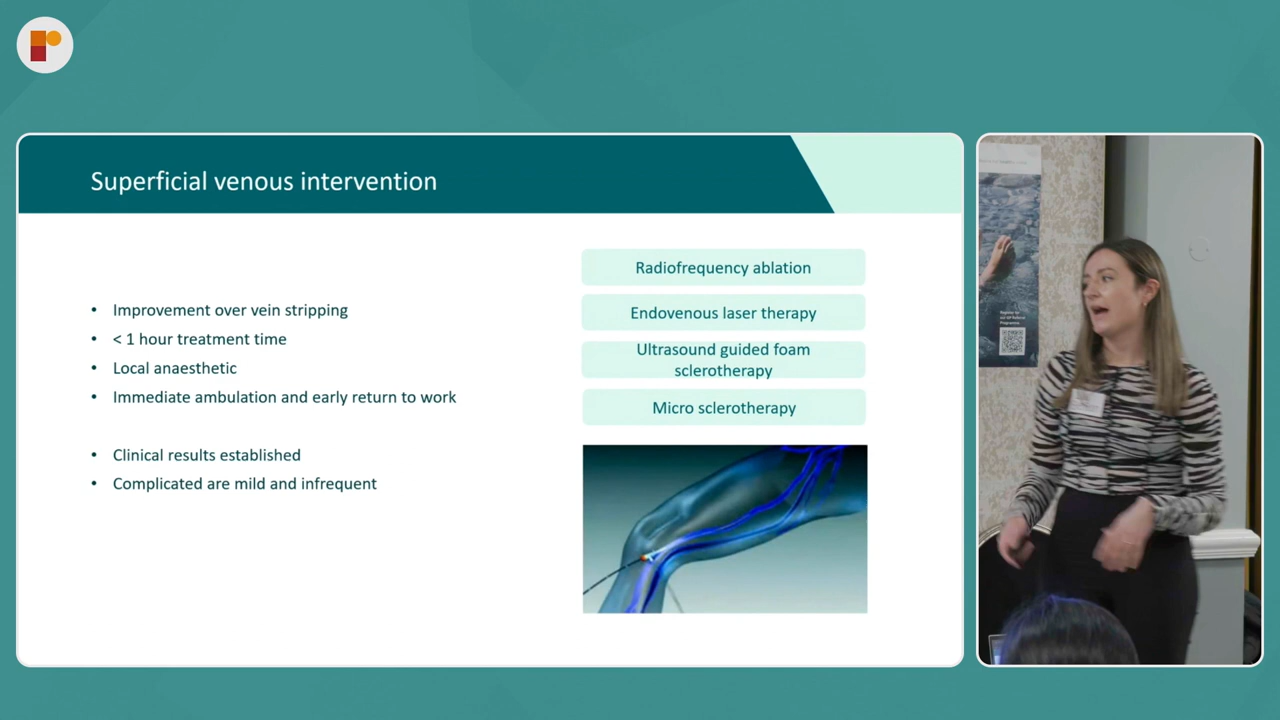 Superficial venous intervention
• Improvement over vein stripping
• < 1 hour treatment time
• Local anaesthetic
• Immediate ambulation and early return to work
• Clinical results established
• Complicated are mild and infrequent
Radiofrequency ablation
Endovenous laser therapy
Ultrasound guided foam
sclerotherapy
Micro sclerotherapy